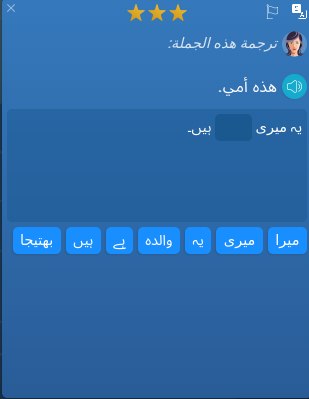 ترجمة هذه الجملة:
هذه أمي.
یہ میری ہیں۔
میرا میری یہ والدہ ہے ہیں بھتیجا